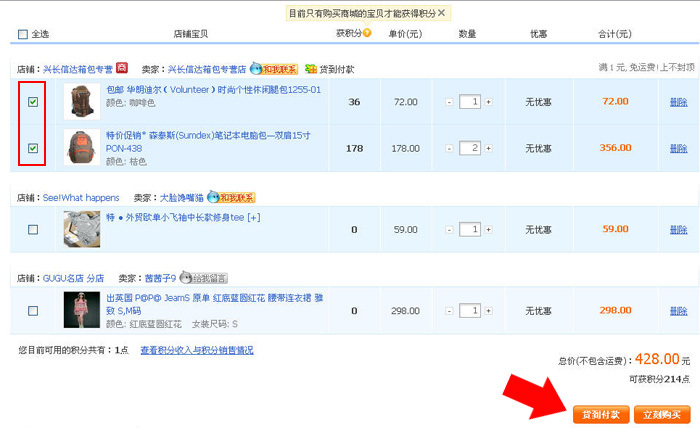 目前只有购买商城的宝贝才能获得积分
全选 店铺宝贝 获积分 单价(元) 数量 优惠 合计(元)
店铺：兴长信达箱包专营 商 卖家：兴长信达箱包专营店 和我联系 货到付款 满 1 元, 免运费!上不封顶
包邮 华明迪尔（Volunteer）时尚个性休闲腿包1255-01
颜色: 咖啡色
36 72.00 - 1 + 无优惠 72.00 删除
特价促销* 森泰斯(Sumdex)笔记本电脑包—双肩15寸
PON-438
颜色: 桔色
178 178.00 - 2 + 无优惠 356.00 删除
店铺：See!What happens 卖家：大脸馋嘴猫 和我联系
特 ● 外贸欧单小飞袖中长款修身tee [+]
0 59.00 - 1 + 无优惠 59.00 删除
店铺：GUGU名店 分店 卖家：茜茜子9 给我留言
出英国 P@P@ JeamS 原单 红底蓝圆红花 腰带连衣裙 雅
致 S,M码
颜色: 红底蓝圆红花 女装尺码: S
0 298.00 - 1 + 无优惠 298.00 删除
您目前可用的积分共有：1点 查看积分收入与积分销售情况
总价(不包含运费)：428.00 元
可获积分214点
货到付款 立刻购买